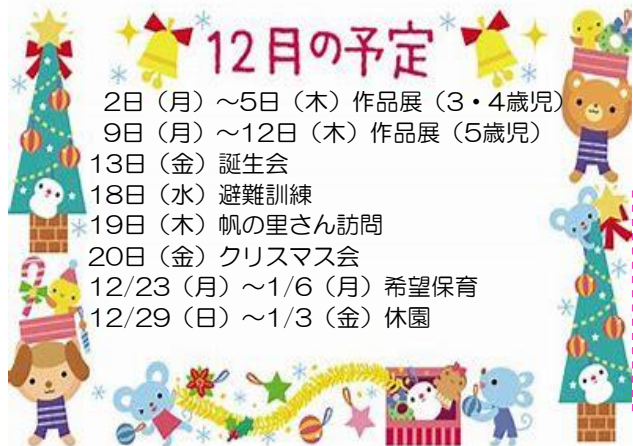 12月の予定
2日（月）～5日（木）作品展（3・4歳児）
9日（月）～12日（木）作品展（5歳児）
13日（金）誕生会
18日（水）避難訓練
19日（木）帆の里さん訪問
20日（金）クリスマス会
12/23（月）～1/6（月）希望保育
12/29（日）～1/3（金）休園